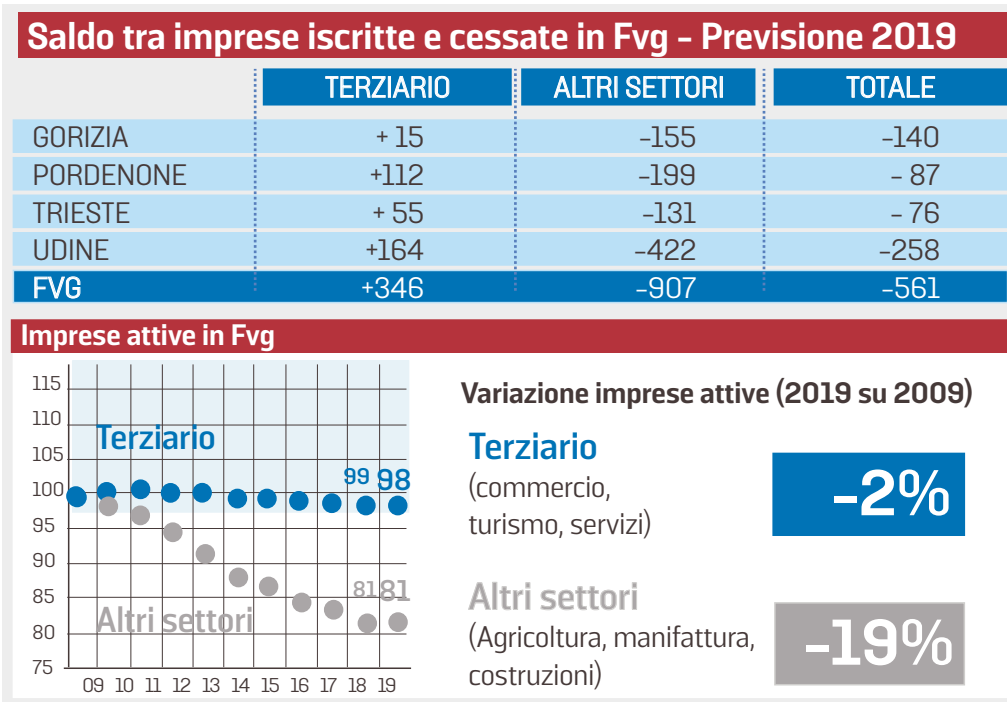 Saldo tra imprese iscritte e cessate in Fvg – Previsione 2019
TERZIARIO ALTRI SETTORI TOTALE
GORIZIA + 15 –155 –140
PORDENONE +112 –199 – 87
TRIESTE + 55 –131 – 76
UDINE +164 –422 –258
FVG +346 –907 –561
Imprese attive in Fvg
115
110
105
100
95
90
85
80
75
Terziario
99 98
81 81
Altri settori
09 10 11 12 13 14 15 16 17 18 19
Variazione imprese attive (2019 su 2009)
Terziario
(commercio,
turismo, servizi)
–2%
Altri settori
(Agricoltura, manifattura,
costruzioni)
–19%